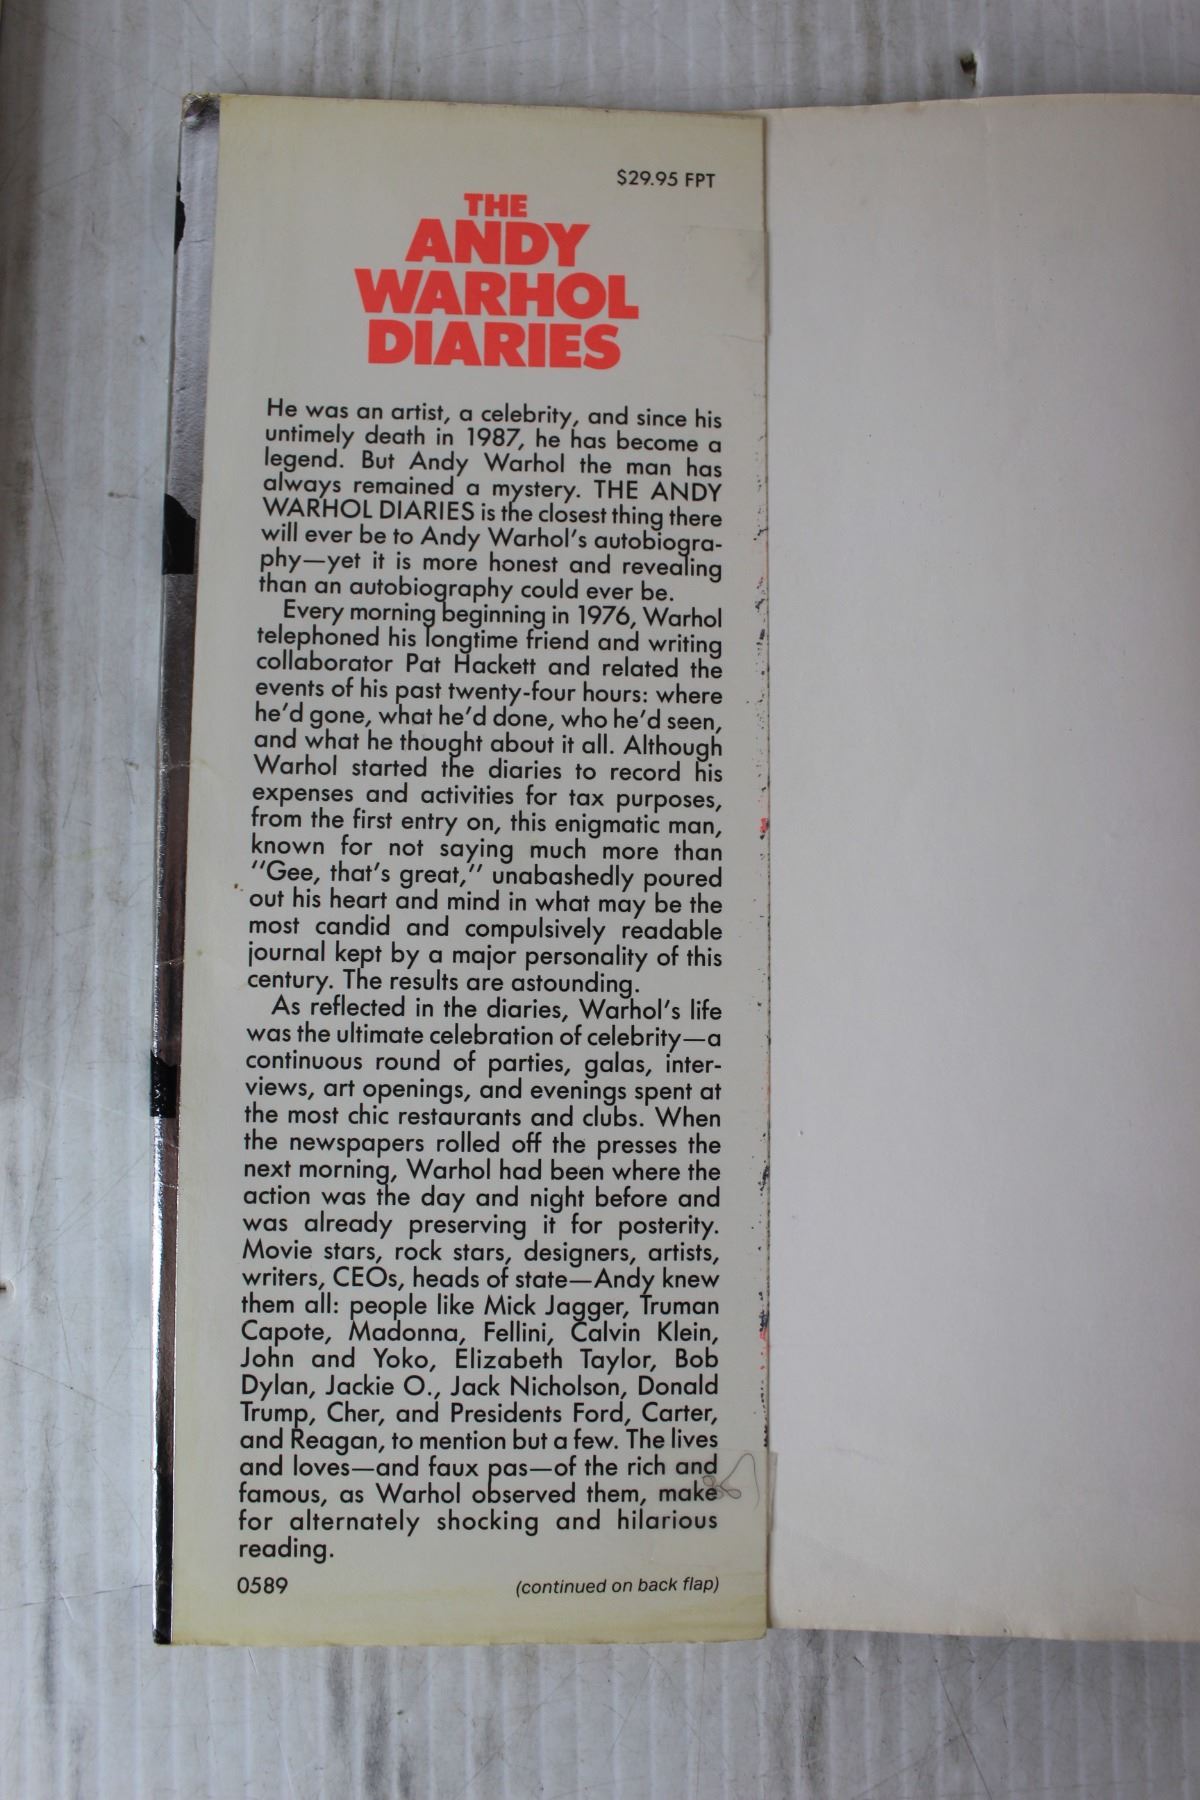 $29.95 FPT
THE
ANDY
WARHOL
DIARIES
He was an artist, a celebrity, and since his
untimely death in 1987, he has become a
legend. But Andy Warhol the man has
always remained a mystery. THE ANDY
WARHOL DIARIES is the closest thing there
will ever be to Andy Warhol's autobiogra-
phy—yet it is more honest and revealing
than an autobiography could ever be.
Every morning beginning in 1976, Warhol
telephoned his longtime friend and writing
collaborator Pat Hackett and related the
events of his past twenty-four hours: where
he'd gone, what he'd done, who he'd seen,
and what he thought about it all. Although
Warhol started the diaries to record his
expenses and activities for tax purposes,
from the first entry on, this enigmatic man,
known for not saying much more than
"Gee, that's great," unabashedly poured
out his heart and mind in what may be the
most candid and compulsively readable
journal kept by a major personality of this
century. The results are astounding.
As reflected in the diaries, Warhol's life
was the ultimate celebration of celebrity—a
continuous round of parties, galas, inter-
views, art openings, and evenings spent at
the most chic restaurants and clubs. When
the newspapers rolled off the presses the
next morning, Warhol had been where the
action was the day and night before and
was already preserving it for posterity.
Movie stars, rock stars, designers, artists,
writers, CEOs, heads of state—Andy knew
them all: people like Mick Jagger, Truman
Capote, Madonna, Fellini, Calvin Klein,
John and Yoko, Elizabeth Taylor, Bob
Dylan, Jackie O., Jack Nicholson, Donald
Trump, Cher, and Presidents Ford, Carter,
and Reagan, to mention but a few. The lives
and loves—and faux pas—of the rich and
famous, as Warhol observed them, make
for alternately shocking and hilarious
reading.
0589
(continued on back flap)